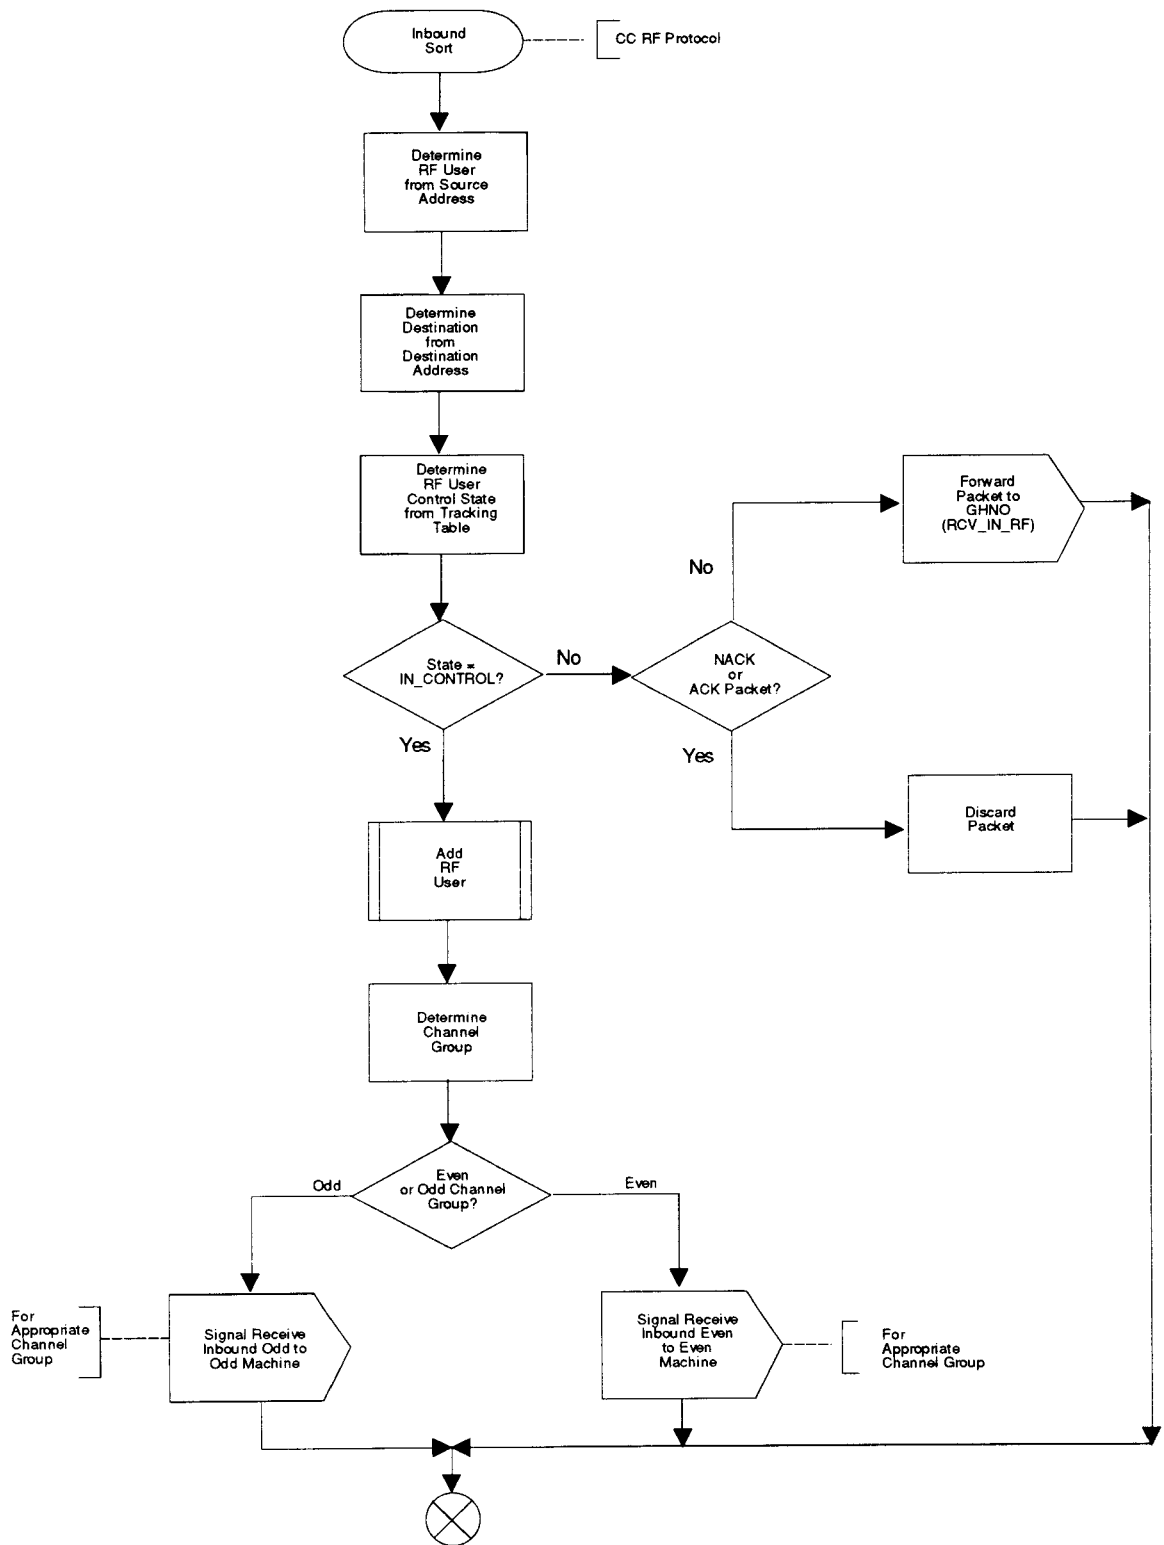 Inbound
Sort
CC RF Protocol
Determine
RF User
from Source
Address
Determine
Destination
from
Destination
Address
Determine
RF User
Control State
from Tracking
Table
Forward
Packet to
GHNO
(RCV_IN_RF)
No
State =
IN_CONTROL?
No
NACK
or
ACK Packet?
Yes
Yes
Discard
Packet
Add
RF
User
Determine
Channel
Group
Odd
Even
or Odd Channel
Group?
Even
For
Appropriate
Channel
Group
Signal Receive
Inbound Odd to
Odd Machine
Signal Receive
Inbound Even
to Even
Machine
For
Appropriate
Channel Group